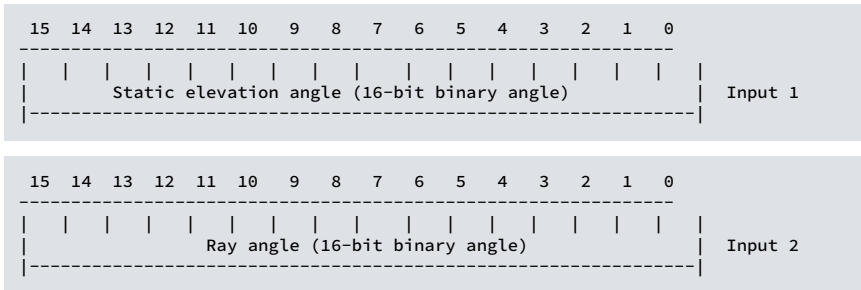 15 14 13 12 11 10 9 8 7 6 5 4 3 2 1 0
-----------------------------------------------------------------
| | | | | | | | | | | | | | | | |
| Static elevation angle (16-bit binary angle) | Input 1
|----------------------------------------------------------------|
15 14 13 12 11 10 9 8 7 6 5 4 3 2 1 0
-----------------------------------------------------------------
| | | | | | | | | | | | | | | | |
| Ray angle (16-bit binary angle) | Input 2
|----------------------------------------------------------------|